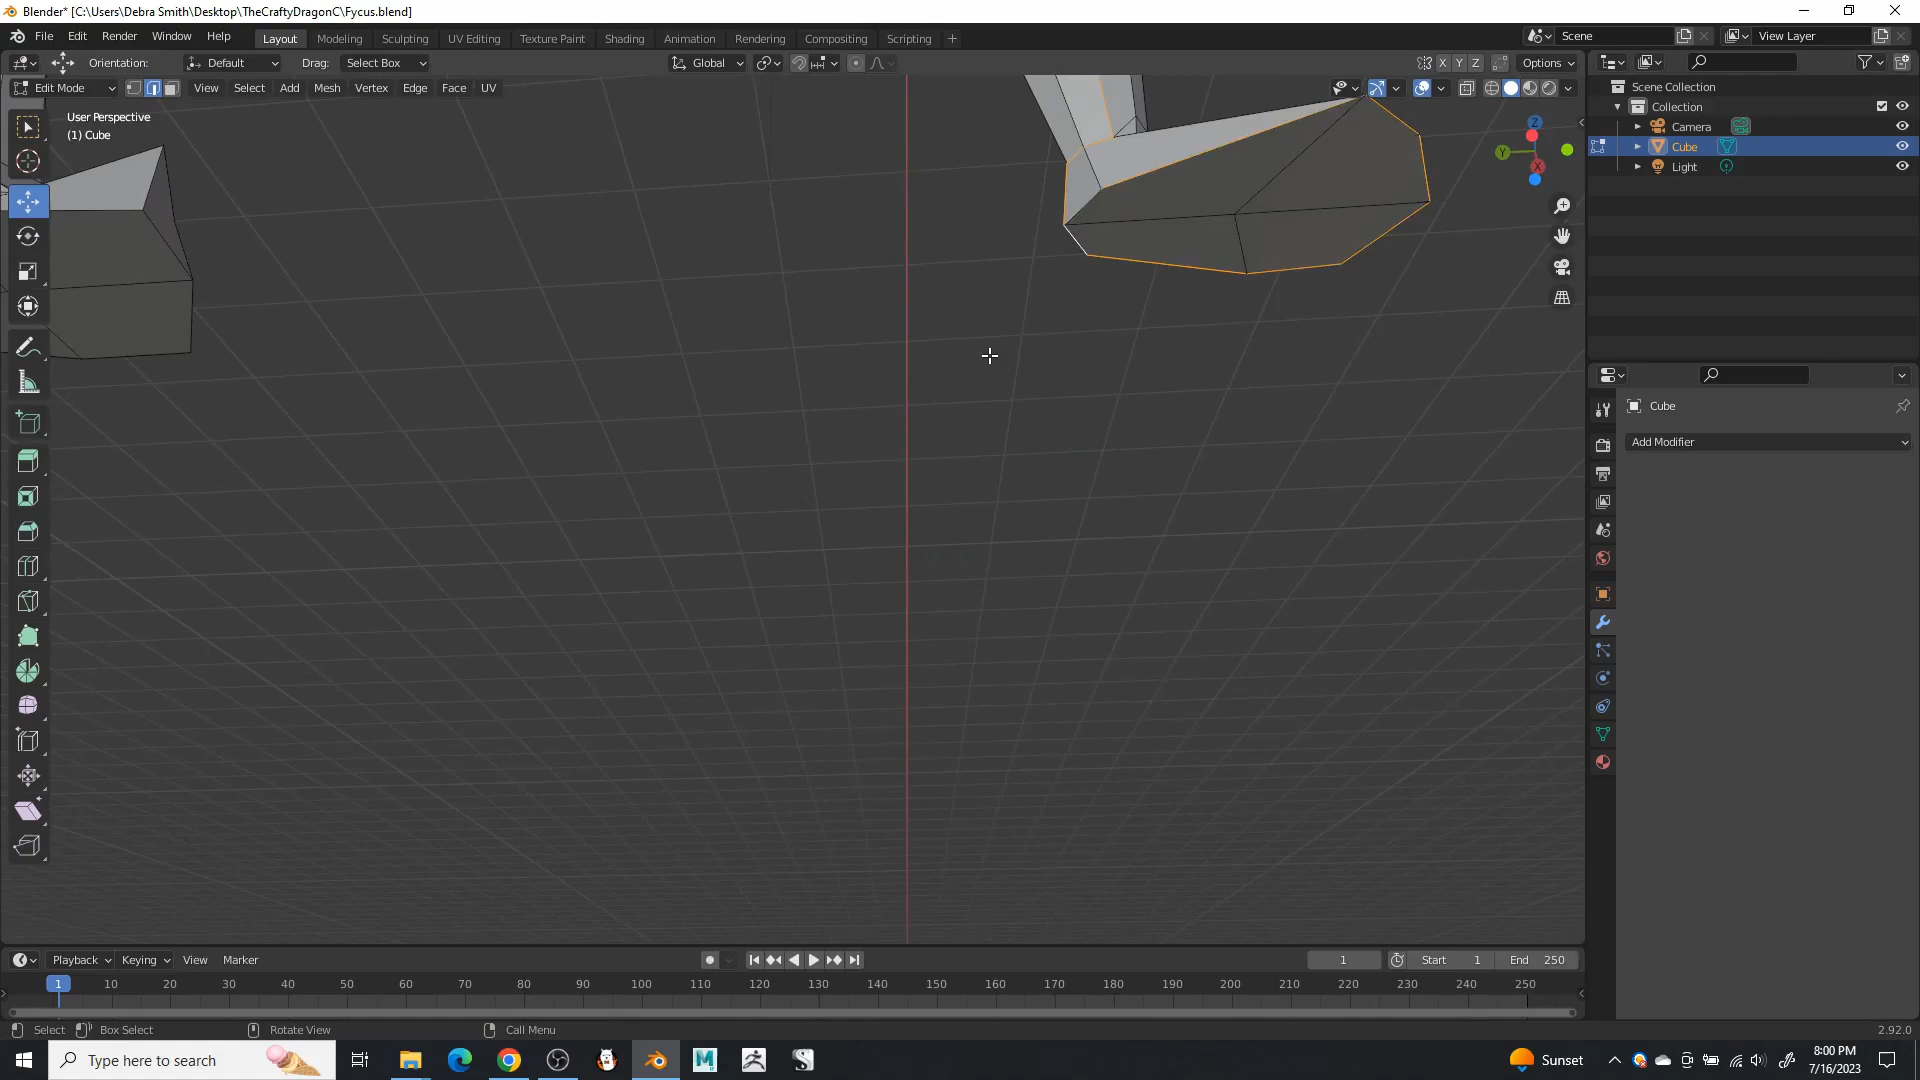 Blender* [C:\Users\Debra Smith\Desktop\TheCraftyDragonC\Fycus.blend]
File Edit Render Window Help Layout Modeling Sculpting UV Editing Texture Paint Shading Animation Rendering Compositing Scripting + Scene View Layer
Orientation: Default Drag: Select Box Global X Y Z Options
Edit Mode View Select Add Mesh Vertex Edge Face UV
User Perspective
(1) Cube
Z
Y
X
Scene Collection
Collection
Camera
Cube
Light
Cube
Add Modifier
Playback Keying View Marker 1 Start 1 End 250
1 10 20 30 40 50 60 70 80 90 100 110 120 130 140 150 160 170 180 190 200 210 220 230 240 250
Select Box Select Rotate View Call Menu 2.92.0
Type here to search Sunset 8:00 PM
7/16/2023